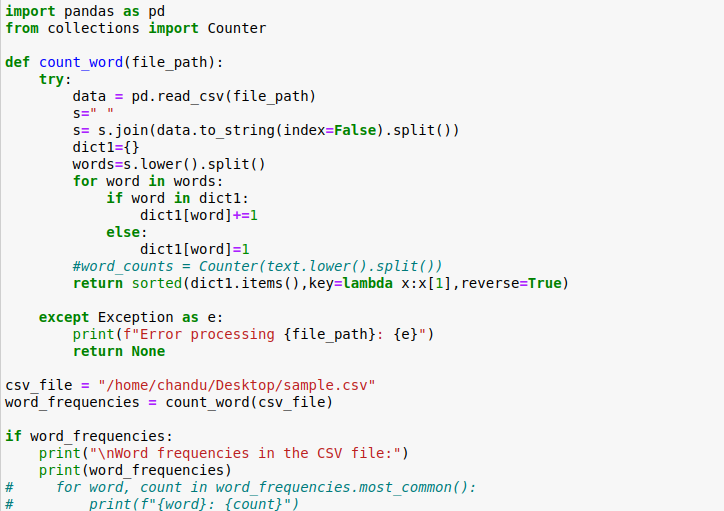 import pandas as pd
from collections import Counter

def count_word(file_path):
    try:
        data = pd.read_csv(file_path)
        s=" "
        s= s.join(data.to_string(index=False).split())
        dict1={}
        words=s.lower().split()
        for word in words:
            if word in dict1:
                dict1[word]+=1
            else:
                dict1[word]=1
        #word_counts = Counter(text.lower().split())
        return sorted(dict1.items(),key=lambda x:x[1],reverse=True)

    except Exception as e:
        print(f"Error processing {file_path}: {e}")
        return None

csv_file = "/home/chandu/Desktop/sample.csv"
word_frequencies = count_word(csv_file)

if word_frequencies:
    print("\nWord frequencies in the CSV file:")
    print(word_frequencies)
#     for word, count in word_frequencies.most_common():
#         print(f"{word}: {count}")